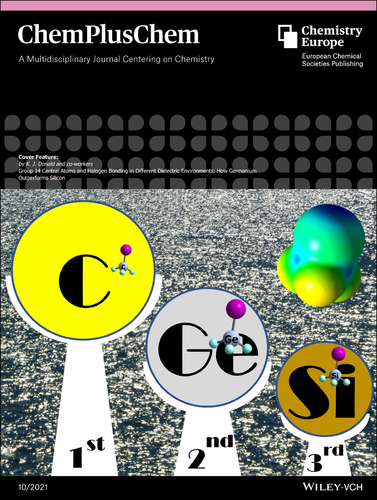 ChemPlusChem
A Multidisciplinary Journal Centering on Chemistry
Chemistry
Europe
European Chemical
Societies Publishing
Cover Feature:
by K. J. Donald and co-workers
Group 14 Central Atoms and Halogen Bonding in Different Dielectric Environments: How Germanium
Outperforms Silicon
C
C
Ge
Ge
Si
Si
1st
2nd
3rd
10/2021
WILEY-VCH